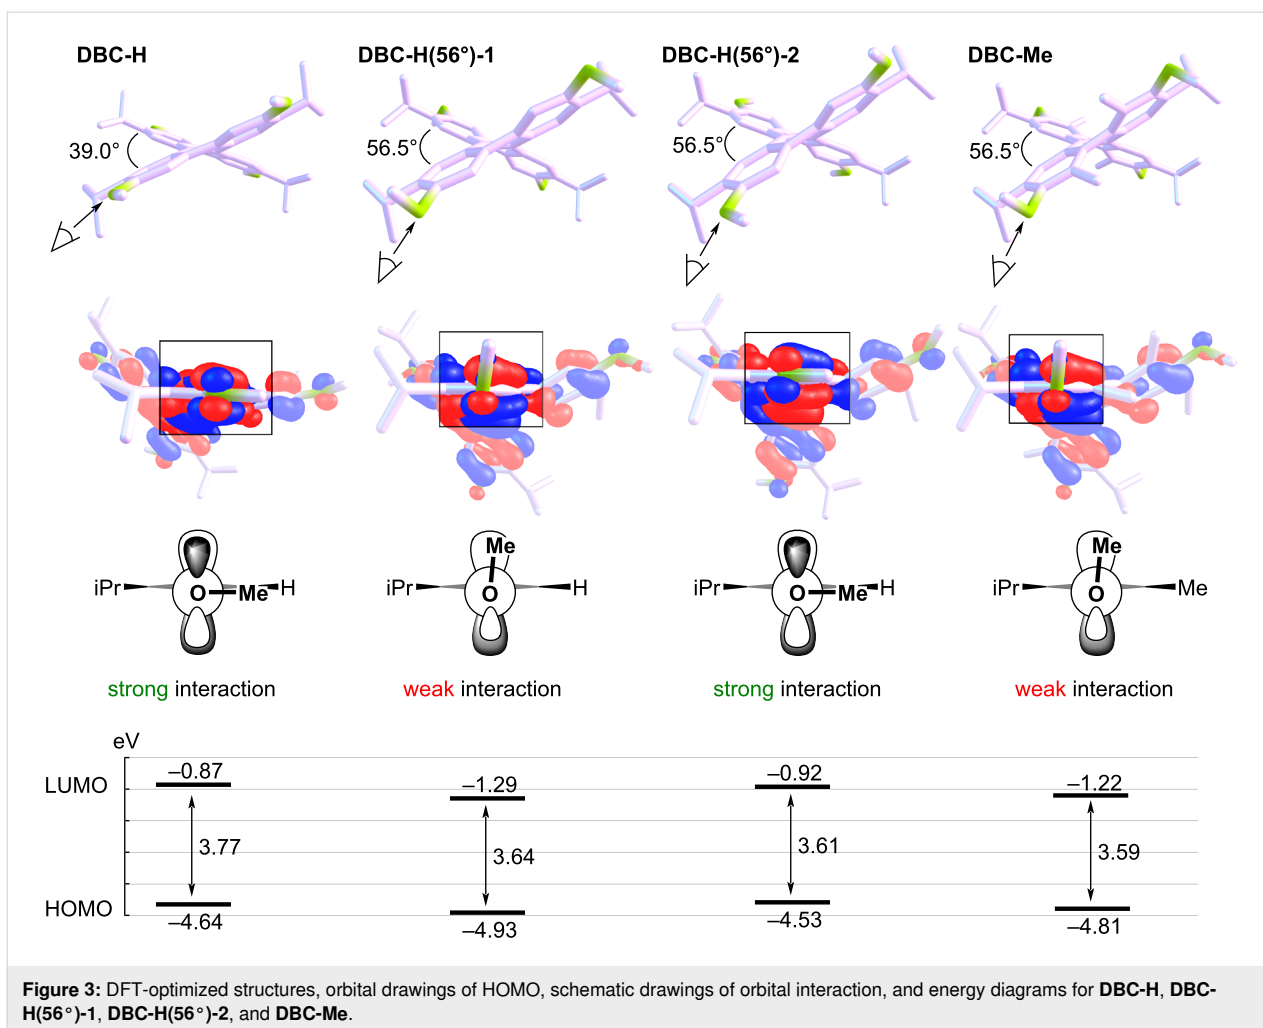 DBC-H DBC-H(56°)-1 DBC-H(56°)-2 DBC-Me
39.0° 56.5° 56.5° 56.5°
iPr O Me H iPr Me O H iPr O Me H iPr Me O Me
strong interaction weak interaction strong interaction weak interaction
eV
LUMO –0.87 –1.29 –0.92 –1.22
3.77 3.64 3.61 3.59
HOMO –4.64 –4.93 –4.53 –4.81
Figure 3: DFT-optimized structures, orbital drawings of HOMO, schematic drawings of orbital interaction, and energy diagrams for DBC-H, DBC-
H(56°)-1, DBC-H(56°)-2, and DBC-Me.